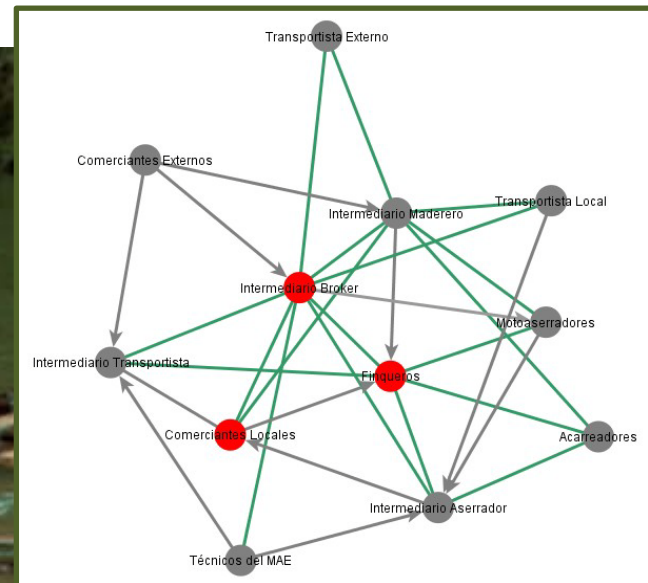 Transportista Externo
Comerciantes Externos
Transportista Local
Intermediario Maderero
Intermediario Broker
Motoaserradores
Intermediario Transportista
Finqueros
Comerciantes Locales
Acarreadores
Intermediario Aserrador
Técnicos del MAE